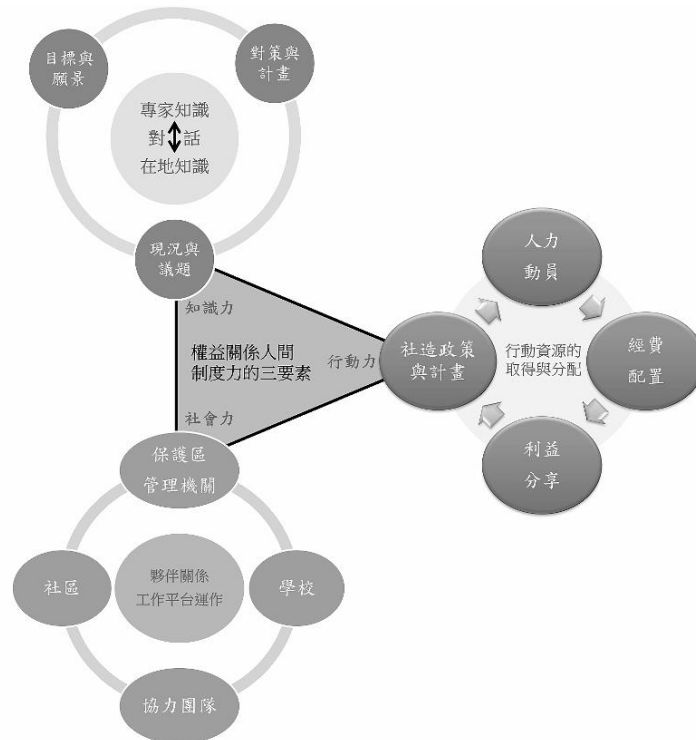 目標與
願景
對策與
計畫
專家知識
對話
在地知識
現況與
議題
知識力
權益關係人間
制度力的三要素
行動力
社會力
社造政策
與計畫
人力
動員
行動資源的
取得與分配
經費
配置
利益
分享
保護區
管理機關
社區
夥伴關係
工作平台運作
學校
協力團隊